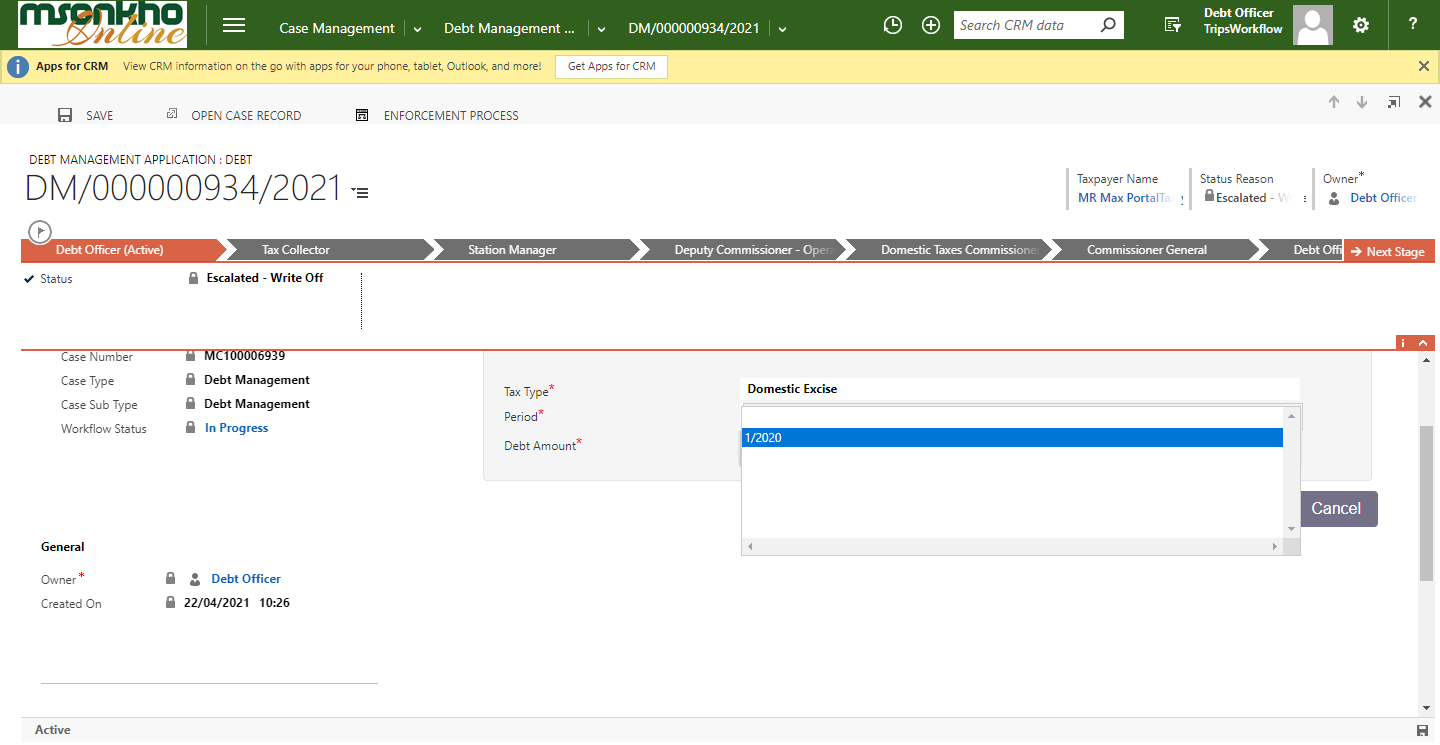 msonkho
Online
Case Management
Debt Management ...
DM/000000934/2021
Search CRM data
Debt Officer
TripsWorkflow
?
i
Apps for CRM View CRM information on the go with apps for your phone, tablet, Outlook, and more! Get Apps for CRM
SAVE
OPEN CASE RECORD
ENFORCEMENT PROCESS
DEBT MANAGEMENT APPLICATION : DEBT
DM/000000934/2021
Taxpayer Name
MR Max PortalTa
Status Reason
Escalated - W
Owner*
Debt Officer
Debt Officer (Active)
Tax Collector
Station Manager
Deputy Commissioner - Oper
Domestic Taxes Commissioner
Commissioner General
Debt Offi
Next Stage
Status Escalated - Write Off
i
Case Number MC100006939
Case Type Debt Management
Case Sub Type Debt Management
Workflow Status In Progress
Tax Type* Domestic Excise
Period*
1/2020
Debt Amount*
Cancel
General
Owner* Debt Officer
Created On 22/04/2021 10:26
Active